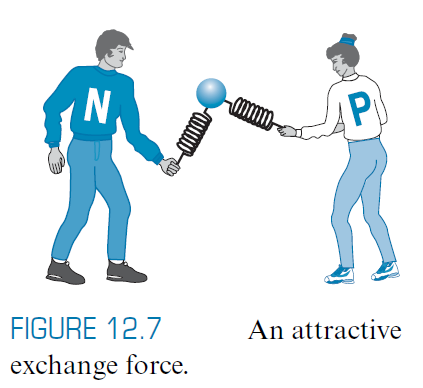 N
P
FIGURE 12.7 An attractive
exchange force.